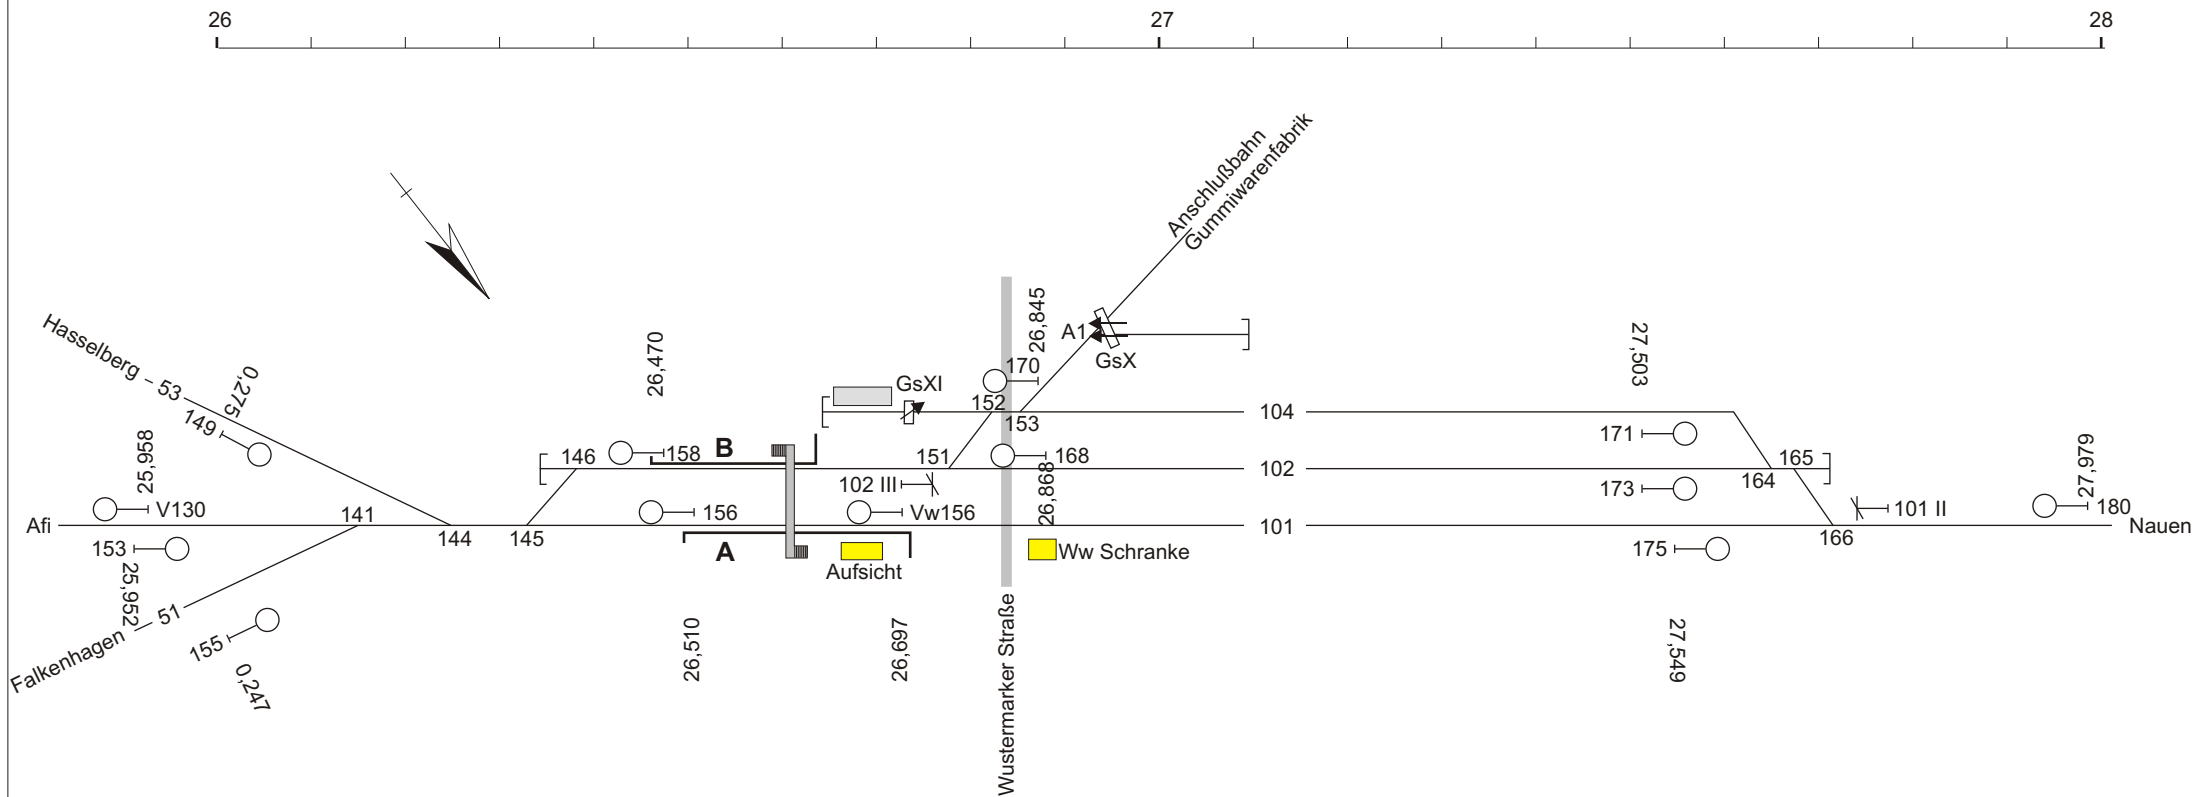 26
27
28
Anschlußbahn
Gummiwarenfabrik
Hasselberg
53
0,275
149
26,470
26,845
A1
GsX
GsXI
170
152
153
104
27,503
171
25,958
V130
146
158
B
151
168
102
165
164
173
102 III
26,868
27,979
Afi
141
144
145
156
Vw156
101
101 II
180
Nauen
166
153
25,952
A
Aufsicht
Ww Schranke
175
51
Falkenhagen
155
0,247
26,510
26,697
Wustermarker Straße
27,549